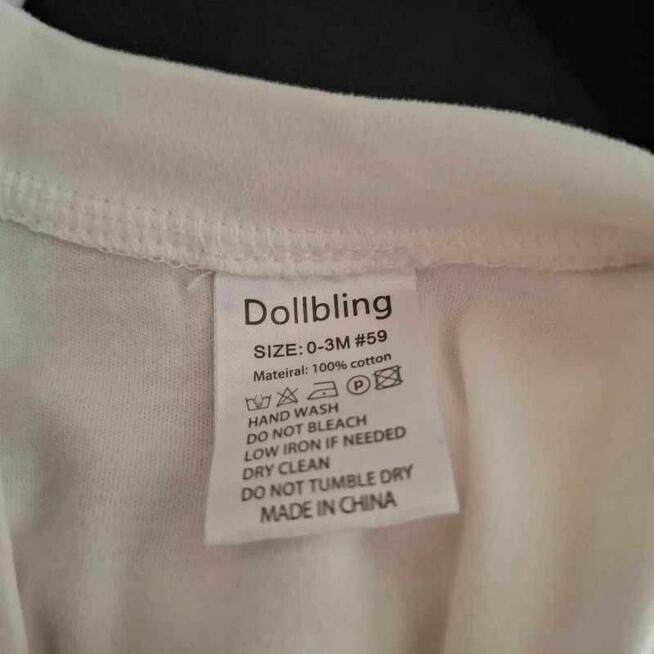 Dollbling
SIZE: 0-3M #59
Mateiral: 100% cotton
P
HAND WASH
DO NOT BLEACH
LOW IRON IF NEEDED
DRY CLEAN
DO NOT TUMBLE DRY
MADE IN CHINA